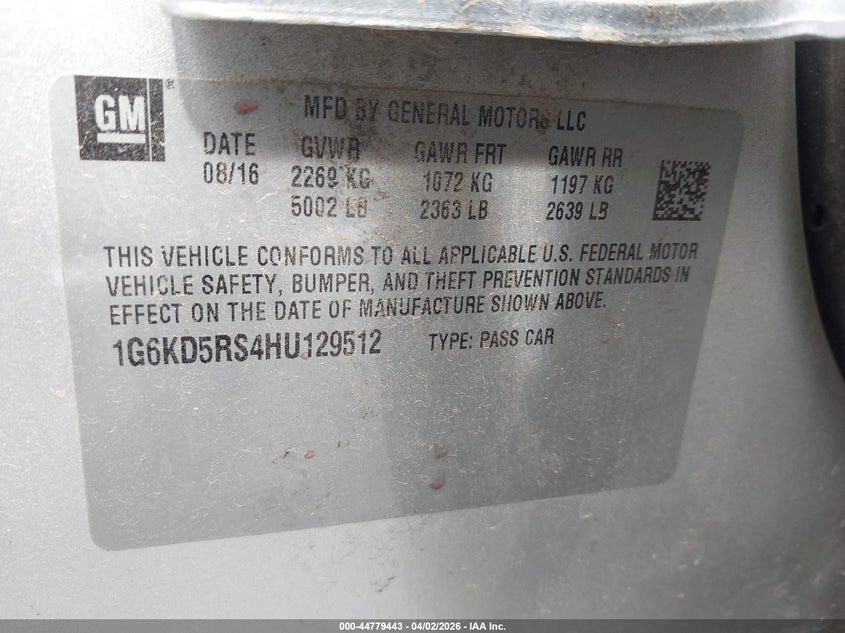 GM ®
MFD BY GENERAL MOTORS LLC
DATE GVWR GAWR FRT GAWR RR
08/16 2269 KG 1072 KG 1197 KG
5002 LB 2363 LB 2639 LB
THIS VEHICLE CONFORMS TO ALL APPLICABLE U.S. FEDERAL MOTOR
VEHICLE SAFETY, BUMPER, AND THEFT PREVENTION STANDARDS IN
EFFECT ON THE DATE OF MANUFACTURE SHOWN ABOVE.
1G6KD5RS4HU129512 TYPE: PASS CAR
000-44779443 | 04/02/2026 | IAA Inc.